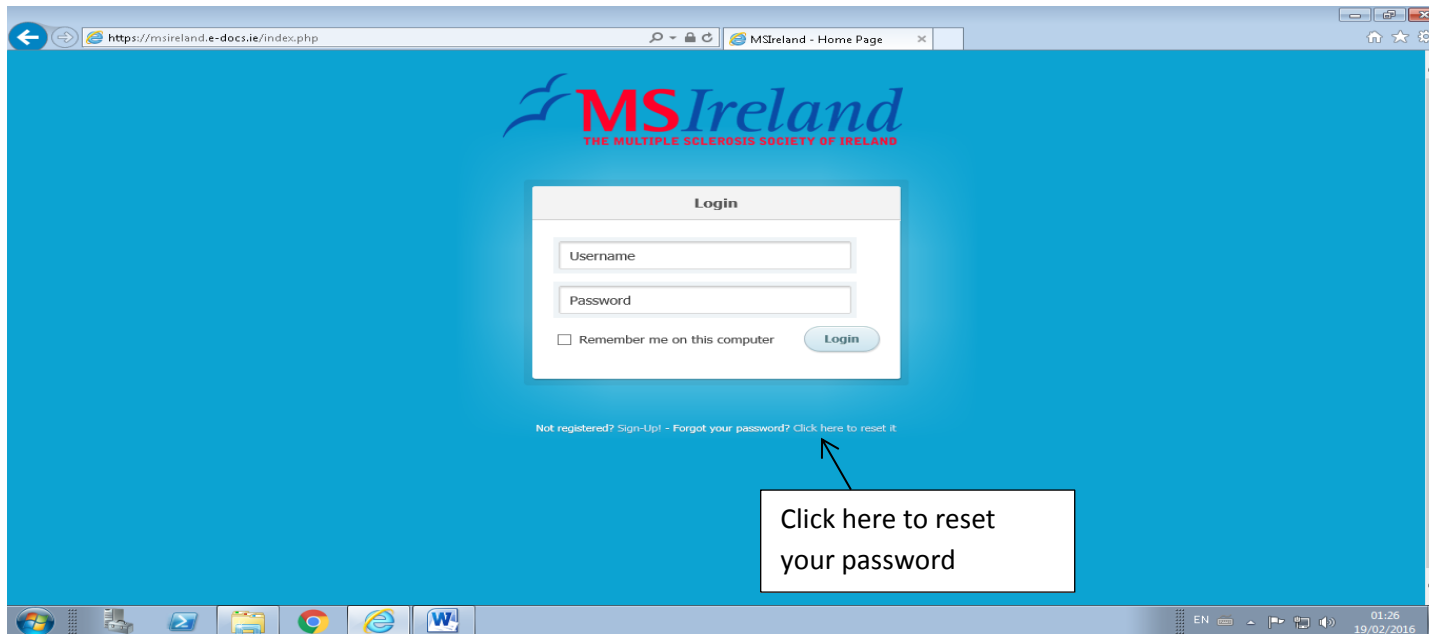 https://msireland.e-docs.ie/index.php
MSIreland - Home Page
MSIreland
THE MULTIPLE SCLEROSIS SOCIETY OF IRELAND
Login
Username
Password
Remember me on this computer
Login
Not registered? Sign-Up! - Forgot your password? Click here to reset it
Click here to reset
your password
EN
01:26
19/02/2016